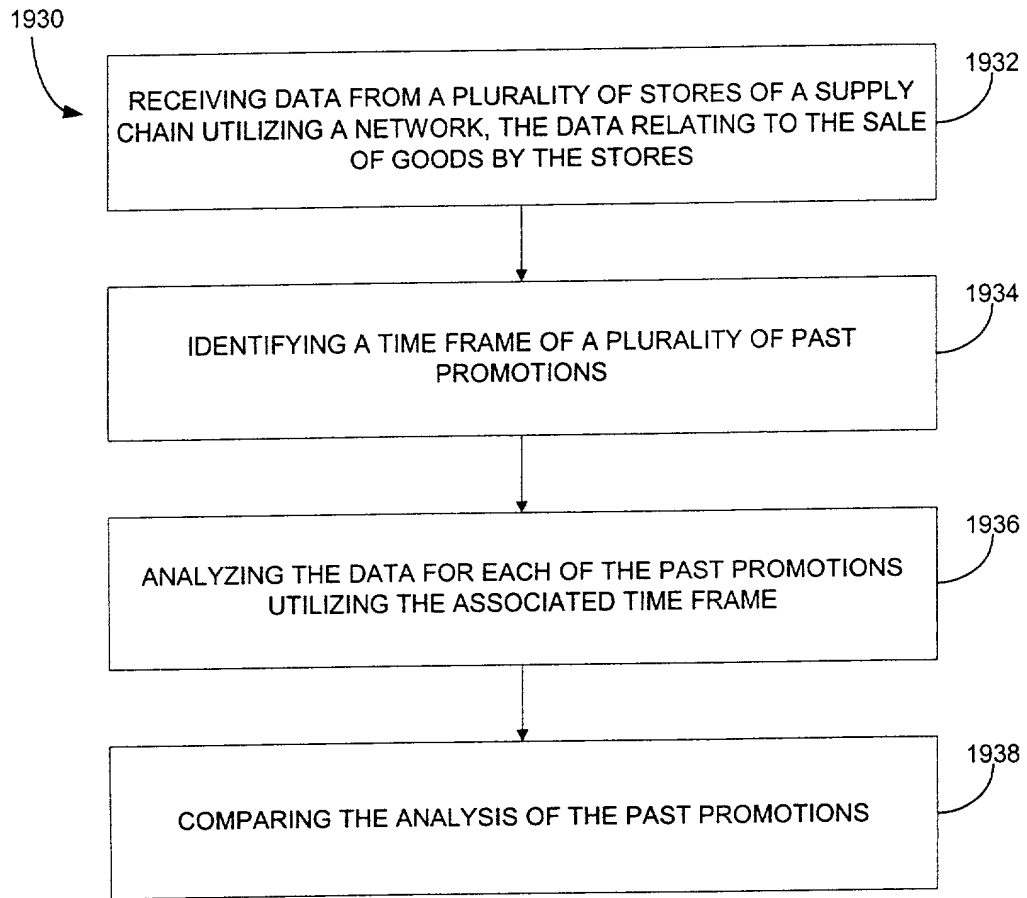 1930
1932
RECEIVING DATA FROM A PLURALITY OF STORES OF A SUPPLY
CHAIN UTILIZING A NETWORK, THE DATA RELATING TO THE SALE
OF GOODS BY THE STORES
1934
IDENTIFYING A TIME FRAME OF A PLURALITY OF PAST
PROMOTIONS
1936
ANALYZING THE DATA FOR EACH OF THE PAST PROMOTIONS
UTILIZING THE ASSOCIATED TIME FRAME
1938
COMPARING THE ANALYSIS OF THE PAST PROMOTIONS